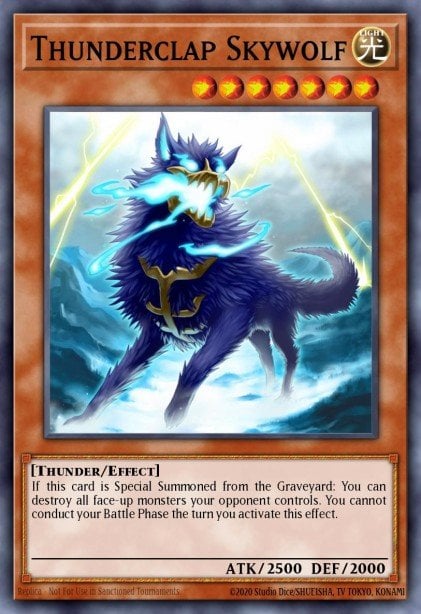 Thunderclap Skywolf
LIGHT
光
[Thunder/Effect]
If this card is Special Summoned from the Graveyard: You can
destroy all face-up monsters your opponent controls. You cannot
conduct your Battle Phase the turn you activate this effect.
ATK/2500 DEF/2000
Replica - Not For Use in Sanctioned Tournaments
©2020 Studio Dice/SHUEISHA, TV TOKYO, KONAMI